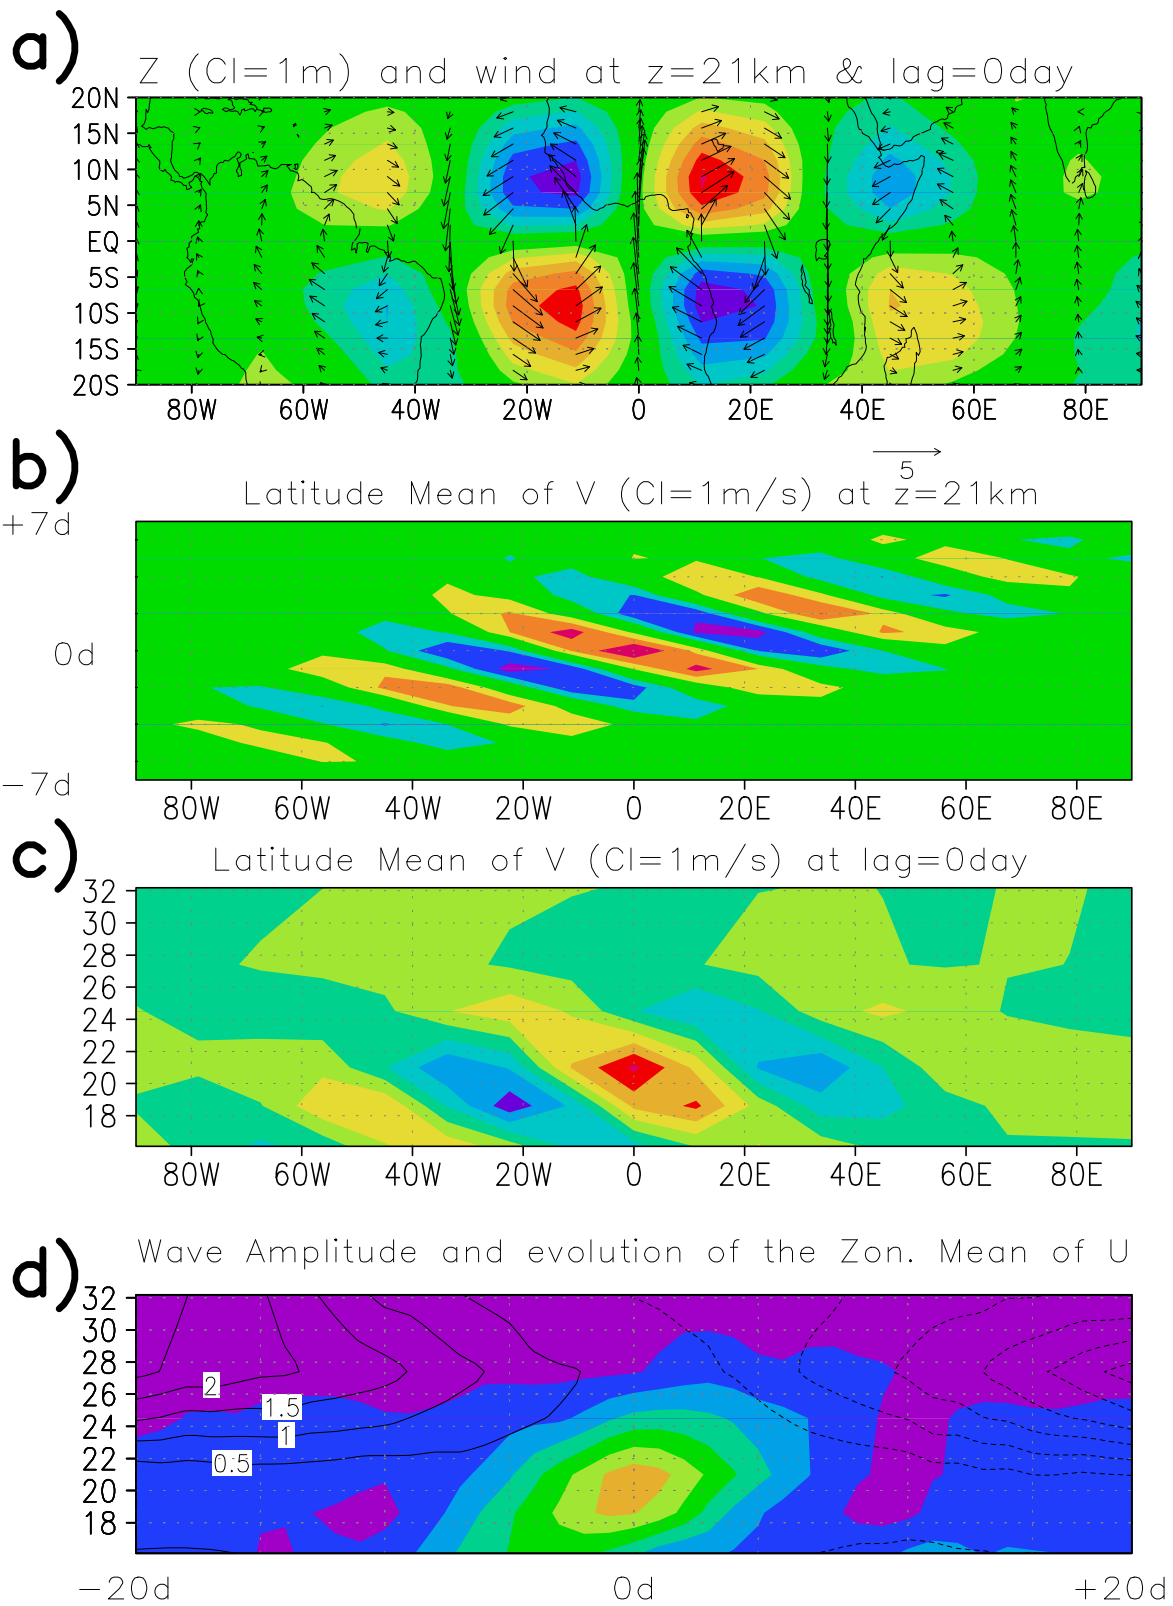 a)
Z (CI=1m) and wind at z=21km & lag=0day
20N
15N
10N
5N
EQ
5S
10S
15S
20S
80W 60W 40W 20W 0 20E 40E 60E 80E
5
b)
Latitude Mean of V (CI=1m/s) at z=21km
+7d
0d
−7d
80W 60W 40W 20W 0 20E 40E 60E 80E
c)
Latitude Mean of V (CI=1m/s) at lag=0day
32
30
28
26
24
22
20
18
80W 60W 40W 20W 0 20E 40E 60E 80E
d)
Wave Amplitude and evolution of the Zon. Mean of U
32
30
28
26
24
22
20
18
2
1.5
1
0.5
−20d 0d +20d